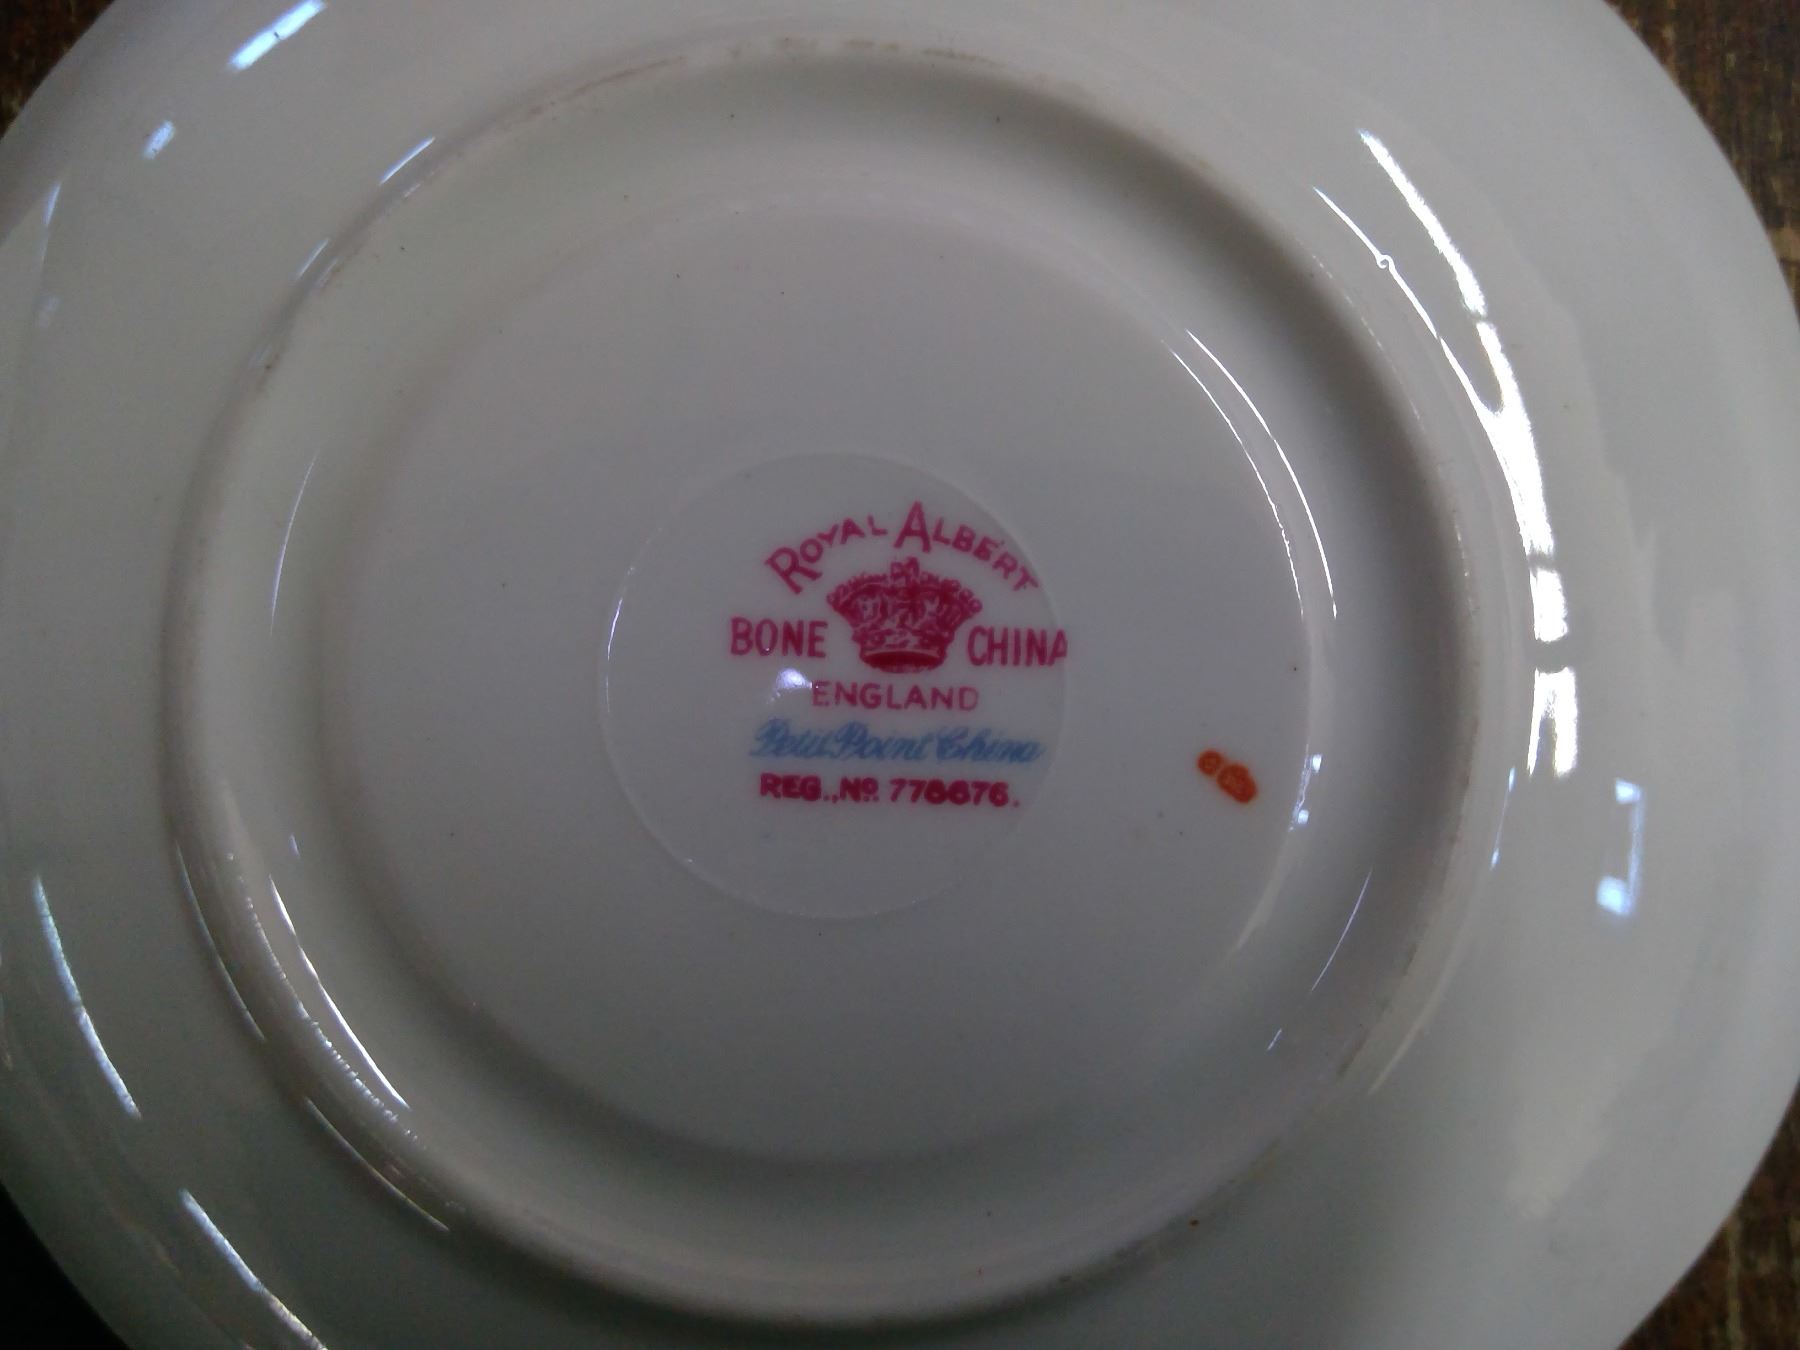 ROYAL ALBERT
BONE CHINA
ENGLAND
Petit Point China
REG., No. 778676.